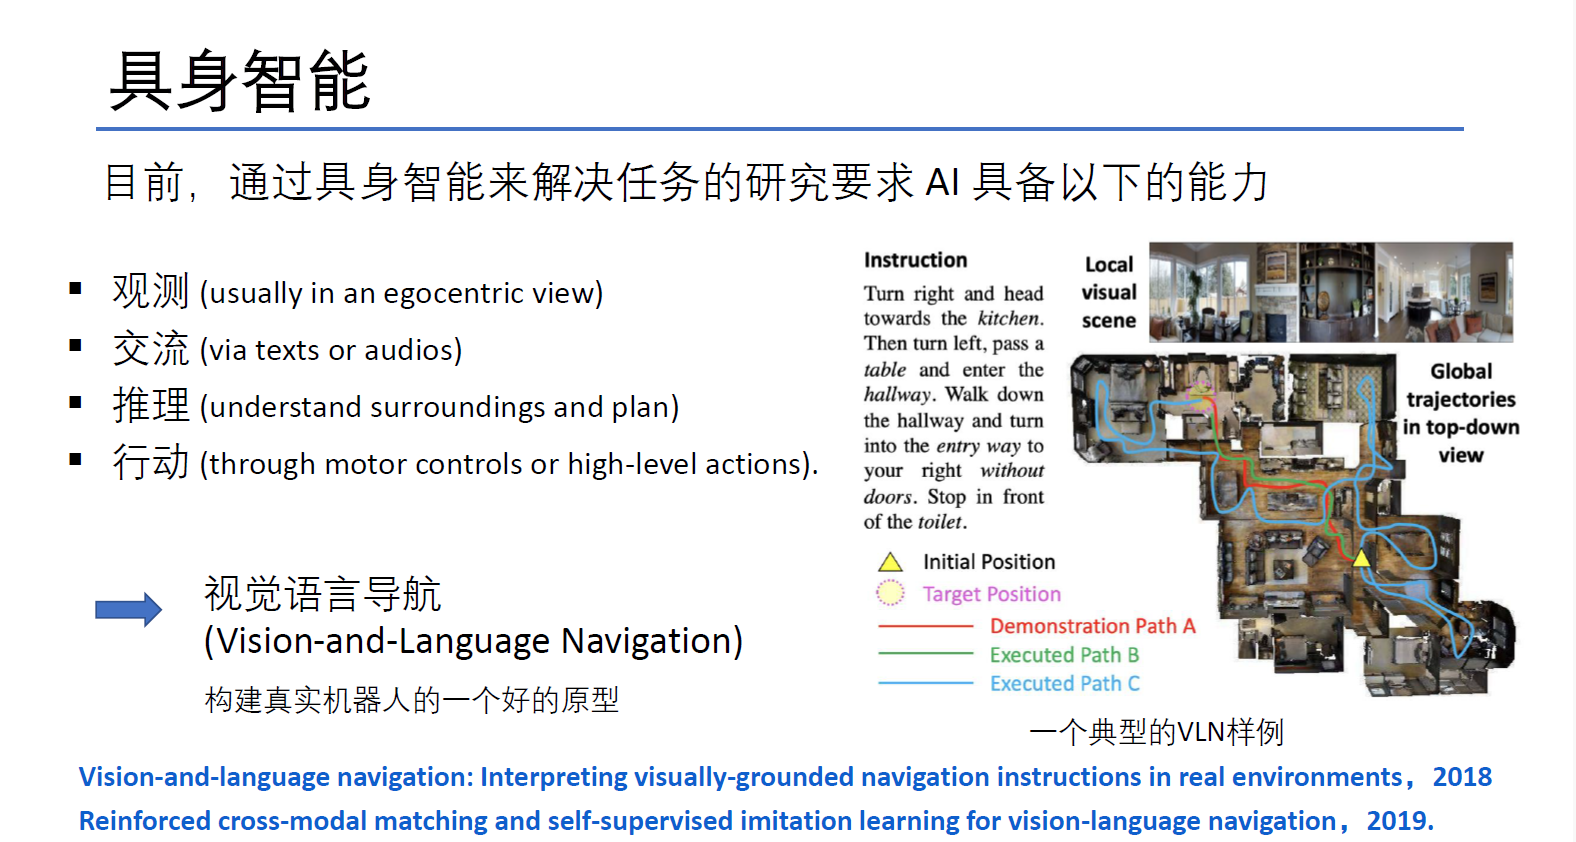 具身智能
目前，通过具身智能来解决任务的研究要求 AI 具备以下的能力
▪ 观测 (usually in an egocentric view)
▪ 交流 (via texts or audios)
▪ 推理 (understand surroundings and plan)
▪ 行动 (through motor controls or high-level actions).
视觉语言导航
(Vision-and-Language Navigation)
构建真实机器人的一个好的原型
Instruction
Turn right and head
towards the kitchen.
Then turn left, pass a
table and enter the
hallway. Walk down
the hallway and turn
into the entry way to
your right without
doors. Stop in front
of the toilet.
Local
visual
scene
Global
trajectories
in top-down
view
Initial Position
Target Position
Demonstration Path A
Executed Path B
Executed Path C
一个典型的VLN样例
Vision-and-language navigation: Interpreting visually-grounded navigation instructions in real environments，2018
Reinforced cross-modal matching and self-supervised imitation learning for vision-language navigation，2019.